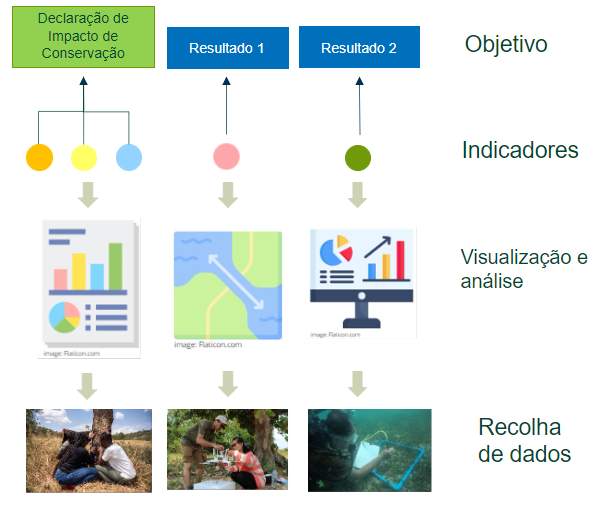 Declaração de
Impacto de
Conservação
Resultado 1
Resultado 2
Objetivo
Indicadores
Visualização e
análise
image: Flaticon.com
image: Flaticon.com
image: Flaticon.com
Recolha
de dados